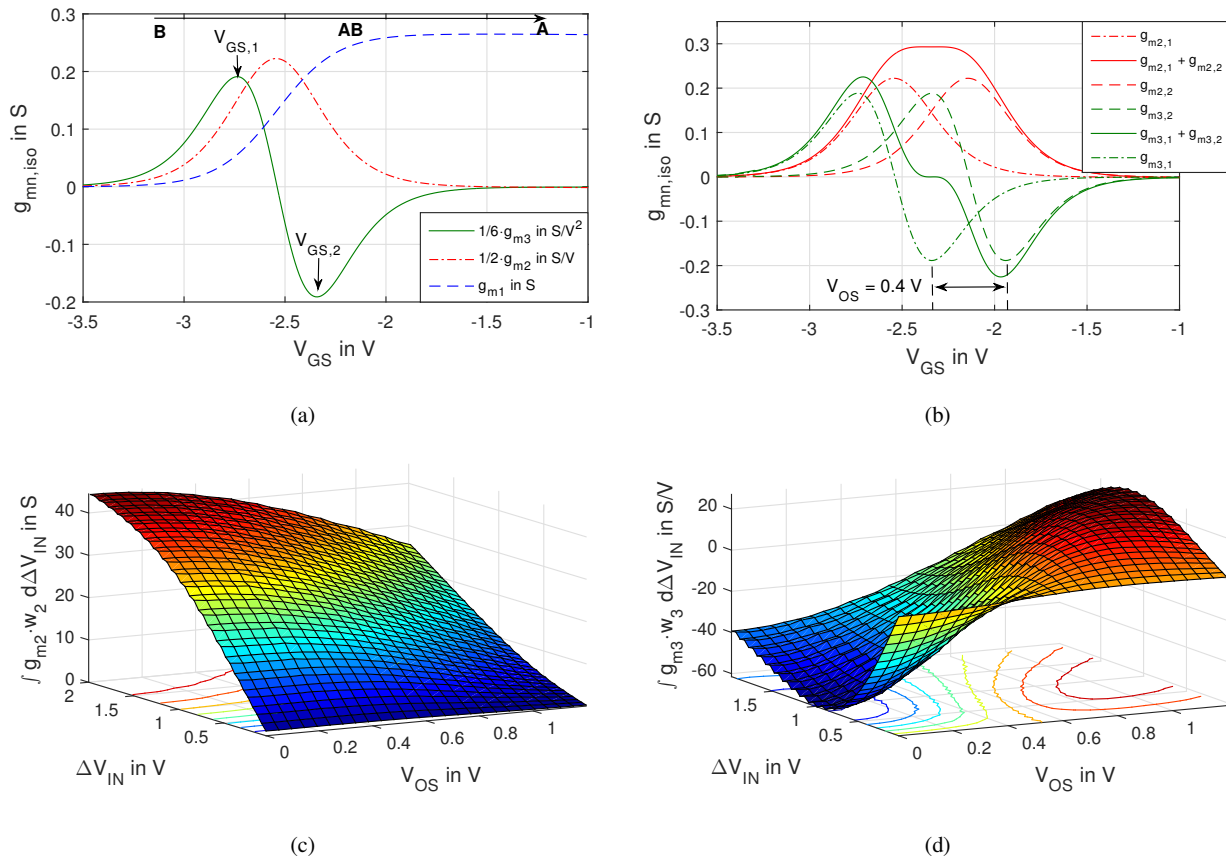 B AB A
V_GS,1
V_GS,2
0.3
0.2
0.1
0
-0.1
-0.2
g_mn,iso in S
1/6·g_m3 in S/V^2
1/2·g_m2 in S/V
g_m1 in S
-3.5 -3 -2.5 -2 -1.5 -1
V_GS in V
(a)
0.3
0.2
0.1
0
-0.1
-0.2
-0.3
g_mn,iso in S
g_m2,1
g_m2,1 + g_m2,2
g_m2,2
g_m3,2
g_m3,1 + g_m3,2
g_m3,1
V_OS = 0.4 V
-3.5 -3 -2.5 -2 -1.5 -1
V_GS in V
(b)
∫ g_m2·w_2 dΔV_IN in S
40
30
20
10
0
2
1.5
1
0.5
0 0.2 0.4 0.6 0.8 1
ΔV_IN in V
V_OS in V
(c)
∫ g_m3·w_3 dΔV_IN in S/V
20
0
-20
-40
-60
1.5
1
0.5
0 0.2 0.4 0.6 0.8 1
ΔV_IN in V
V_OS in V
(d)